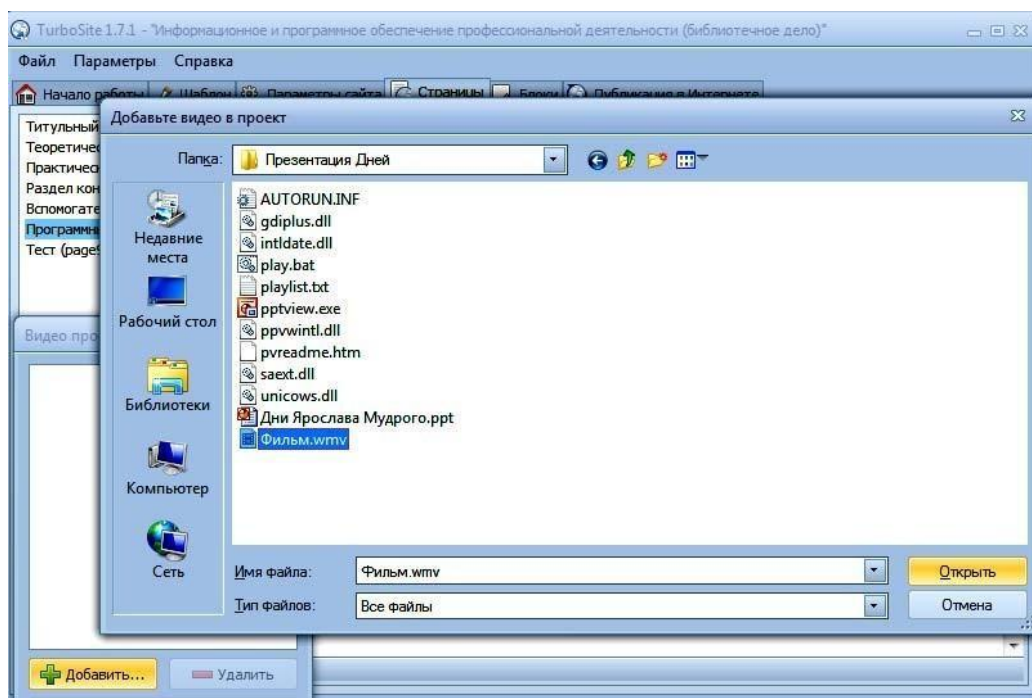 TurboSite 1.7.1 - "Информационное и программное обеспечение профессиональной деятельности (библиотечное дело)"
Файл Параметры Справка
Начало работы Шаблон Параметры сайта Страницы Блоки Публикация в Интернете
Титульный
Теоретичес
Практичес
Раздел кон
Вспомогате
Программн
Тест (page9
Видео про
Добавьте видео в проект
Папка: Презентация Дней
Недавние
места
Рабочий стол
Библиотеки
Компьютер
Сеть
AUTORUN.INF
gdiplus.dll
intldate.dll
play.bat
playlist.txt
pptview.exe
ppvwintl.dll
pvreadme.htm
saext.dll
unicows.dll
Дни Ярослава Мудрого.ppt
Фильм.wmv
Имя файла: Фильм.wmv Открыть
Тип файлов: Все файлы Отмена
Добавить... Удалить